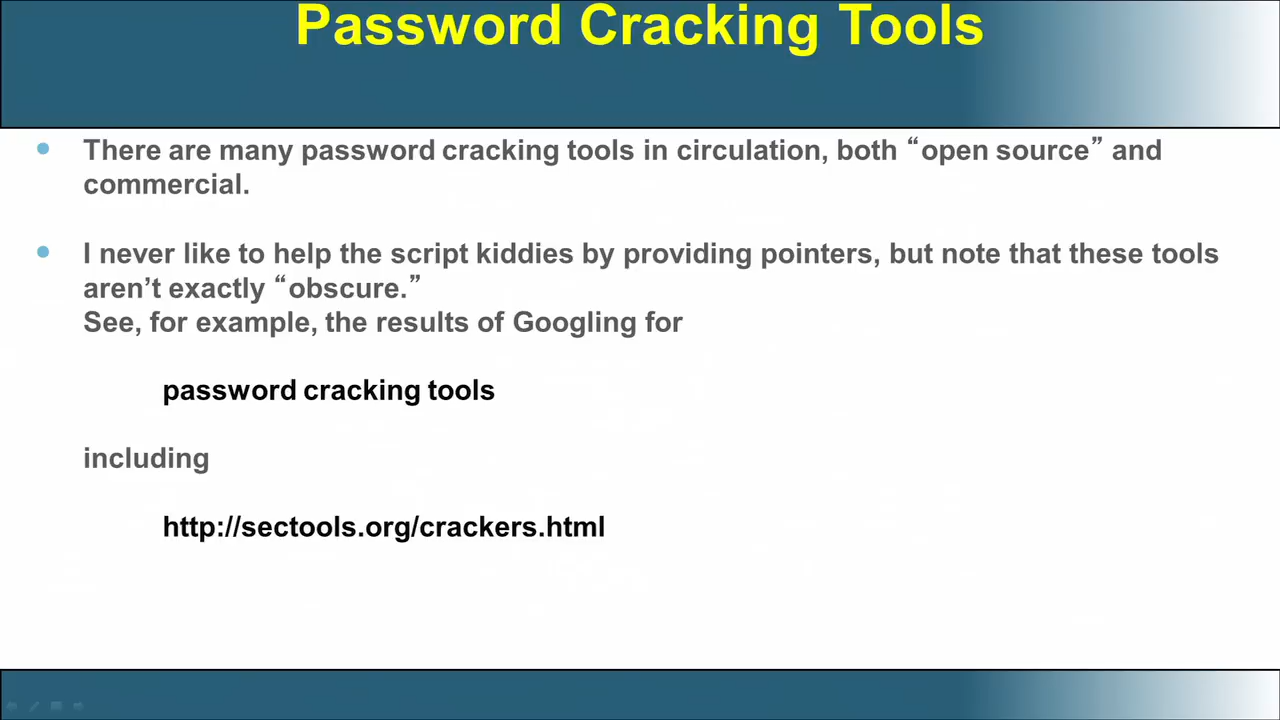 Password Cracking Tools
There are many password cracking tools in circulation, both “open source” and
commercial.
I never like to help the script kiddies by providing pointers, but note that these tools
aren’t exactly “obscure.”
See, for example, the results of Googling for
password cracking tools
including
http://sectools.org/crackers.html